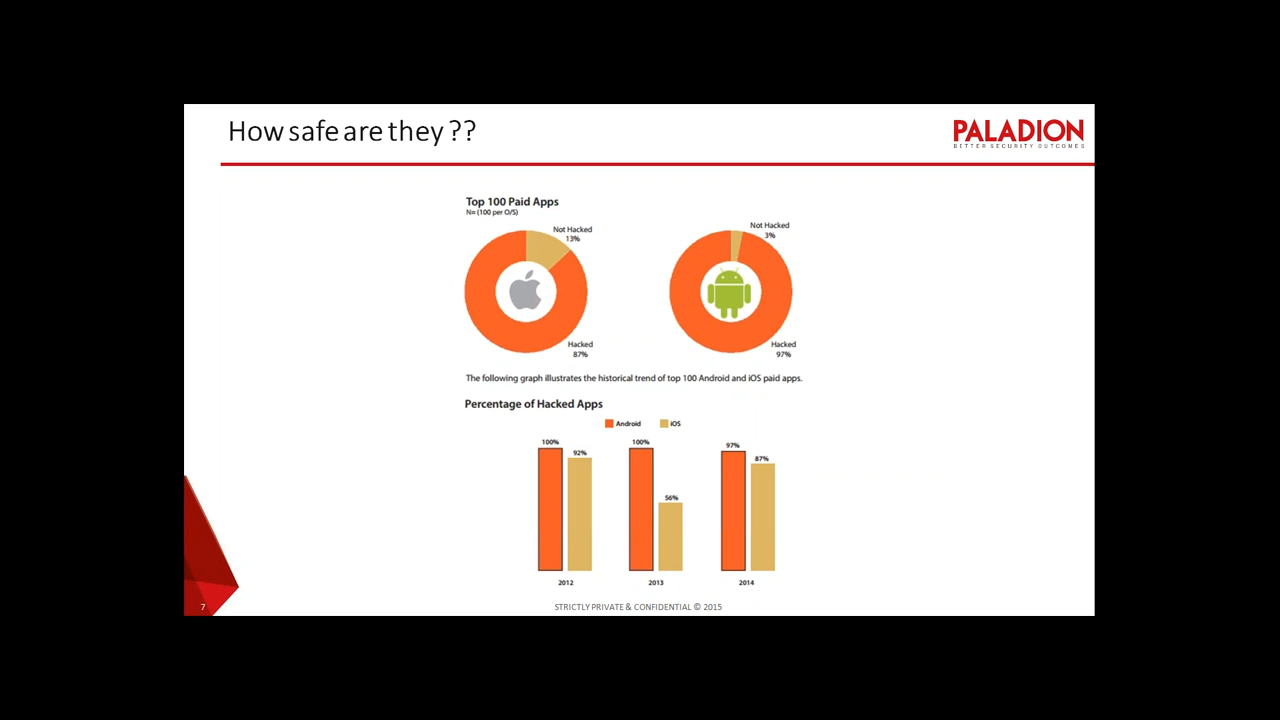 How safe are they ??
PALADION
BETTER SECURITY OUTCOMES
Top 100 Paid Apps
N= (100 per O/S)
Not Hacked
13%
Hacked
87%
Not Hacked
3%
Hacked
97%
The following graph illustrates the historical trend of top 100 Android and iOS paid apps.
Percentage of Hacked Apps
Android iOS
100% 92% 100% 56% 97% 87%
2012 2013 2014
7
STRICTLY PRIVATE & CONFIDENTIAL © 2015